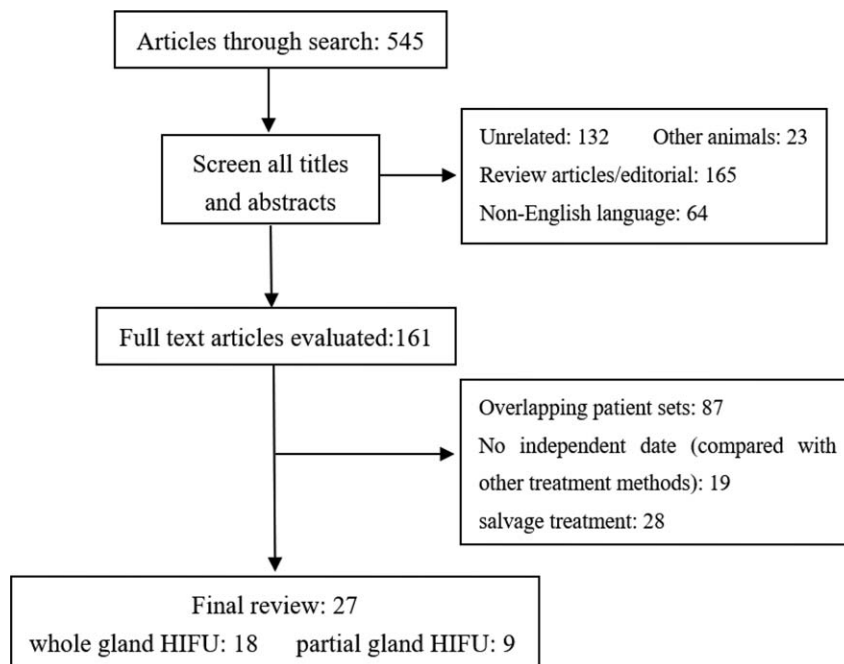 Articles through search: 545
Screen all titles
and abstracts
Unrelated: 132 Other animals: 23
Review articles/editorial: 165
Non-English language: 64
Full text articles evaluated:161
Overlapping patient sets: 87
No independent date (compared with
other treatment methods): 19
salvage treatment: 28
Final review: 27
whole gland HIFU: 18 partial gland HIFU: 9